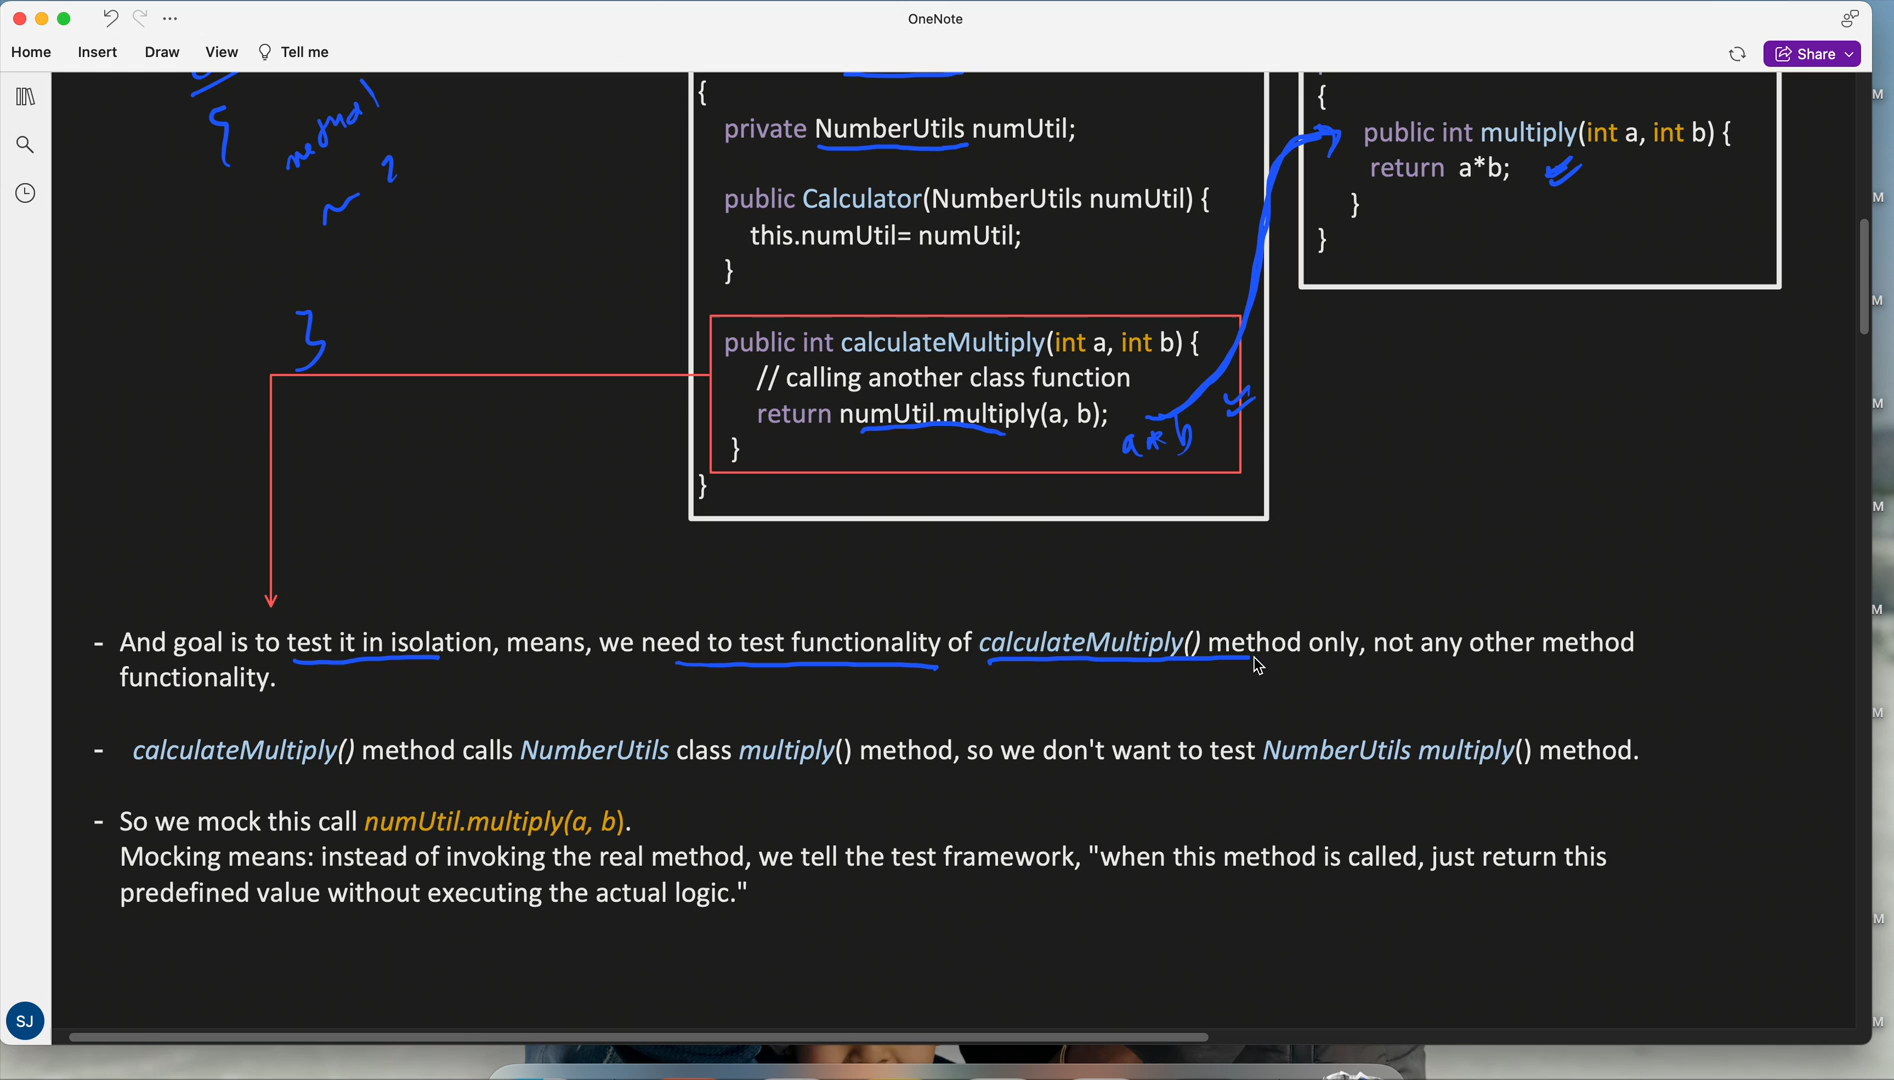 OneNote
Home Insert Draw View Tell me Share
{
private NumberUtils numUtil;
public Calculator(NumberUtils numUtil) {
this.numUtil= numUtil;
}
public int calculateMultiply(int a, int b) {
// calling another class function
return numUtil.multiply(a, b);
a * b
}
}
{
public int multiply(int a, int b) {
return a*b;
}
}
{
}
- And goal is to test it in isolation, means, we need to test functionality of calculateMultiply() method only, not any other method
functionality.
- calculateMultiply() method calls NumberUtils class multiply() method, so we don't want to test NumberUtils multiply() method.
- So we mock this call numUtil.multiply(a, b).
Mocking means: instead of invoking the real method, we tell the test framework, "when this method is called, just return this
predefined value without executing the actual logic."
SJ
M
M
M
M
M
M
M
M
M